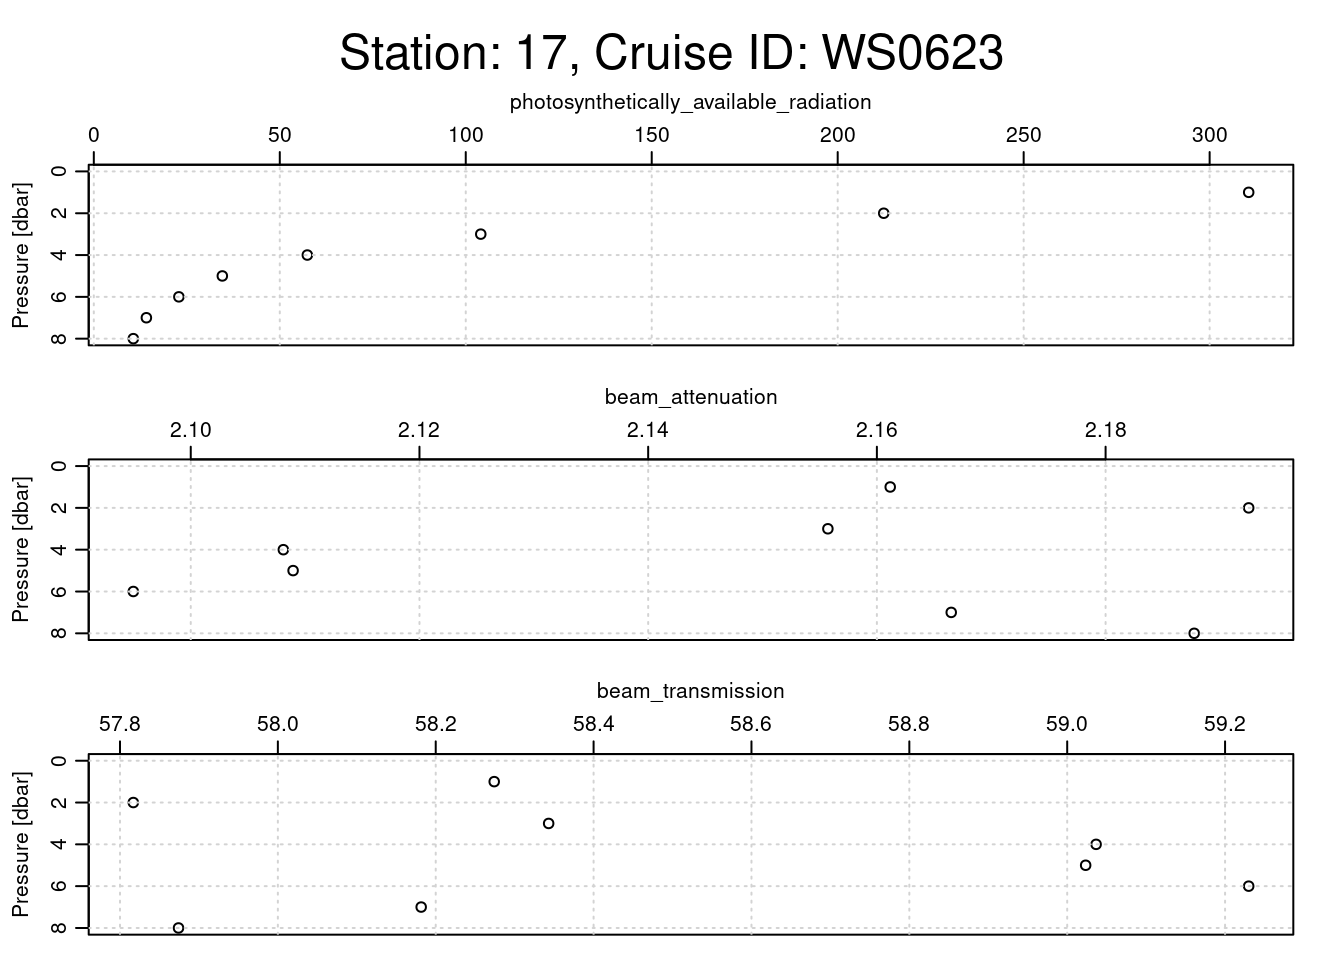 Station: 17, Cruise ID: WS0623
photosynthetically_available_radiation
0 50 100 150 200 250 300
Pressure [dbar]
0
2
4
6
8
beam_attenuation
2.10 2.12 2.14 2.16 2.18
Pressure [dbar]
0
2
4
6
8
beam_transmission
57.8 58.0 58.2 58.4 58.6 58.8 59.0 59.2
Pressure [dbar]
0
2
4
6
8